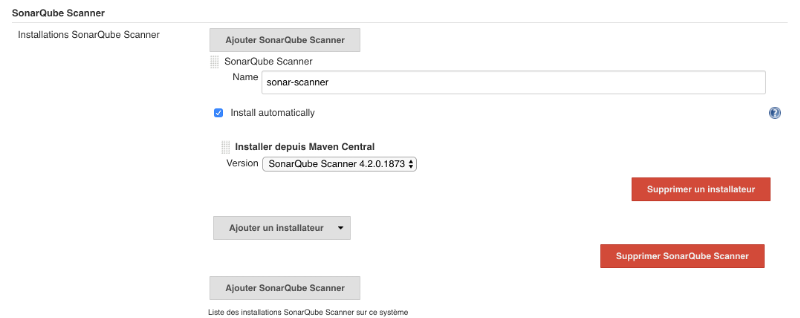 SonarQube Scanner
Installations SonarQube Scanner
Ajouter SonarQube Scanner
SonarQube Scanner
Name sonar-scanner
Install automatically
Installer depuis Maven Central
Version SonarQube Scanner 4.2.0.1873
Supprimer un installateur
Ajouter un installateur
Supprimer SonarQube Scanner
Ajouter SonarQube Scanner
Liste des installations SonarQube Scanner sur ce système